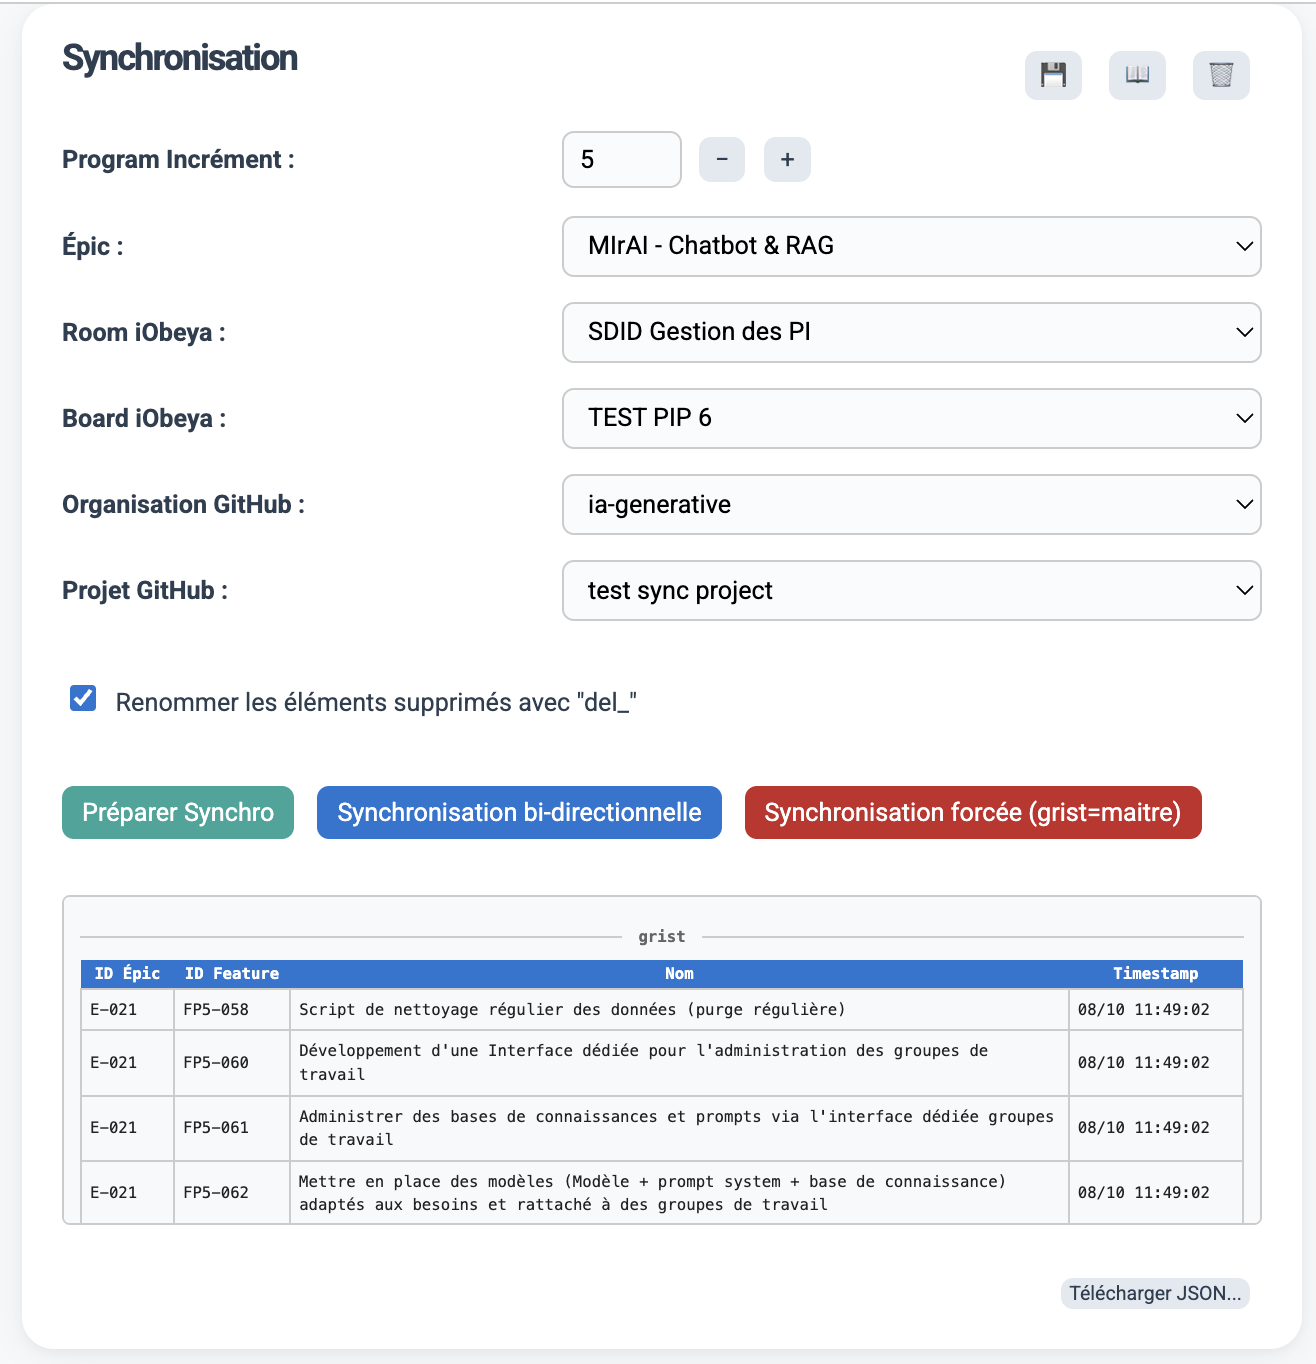 Synchronisation
Program Incrément :
5
−
+
Épic :
MIrAI - Chatbot & RAG
Room iObeya :
SDID Gestion des PI
Board iObeya :
TEST PIP 6
Organisation GitHub :
ia-generative
Projet GitHub :
test sync project
Renommer les éléments supprimés avec "del_"
Préparer Synchro
Synchronisation bi-directionnelle
Synchronisation forcée (grist=maitre)
grist
ID Épic ID Feature Nom Timestamp
E-021 FP5-058 Script de nettoyage régulier des données (purge régulière) 08/10 11:49:02
E-021 FP5-060 Développement d'une Interface dédiée pour l'administration des groupes de
travail 08/10 11:49:02
E-021 FP5-061 Administrer des bases de connaissances et prompts via l'interface dédiée groupes
de travail 08/10 11:49:02
E-021 FP5-062 Mettre en place des modèles (Modèle + prompt system + base de connaissance)
adaptés aux besoins et rattaché à des groupes de travail 08/10 11:49:02
Télécharger JSON...